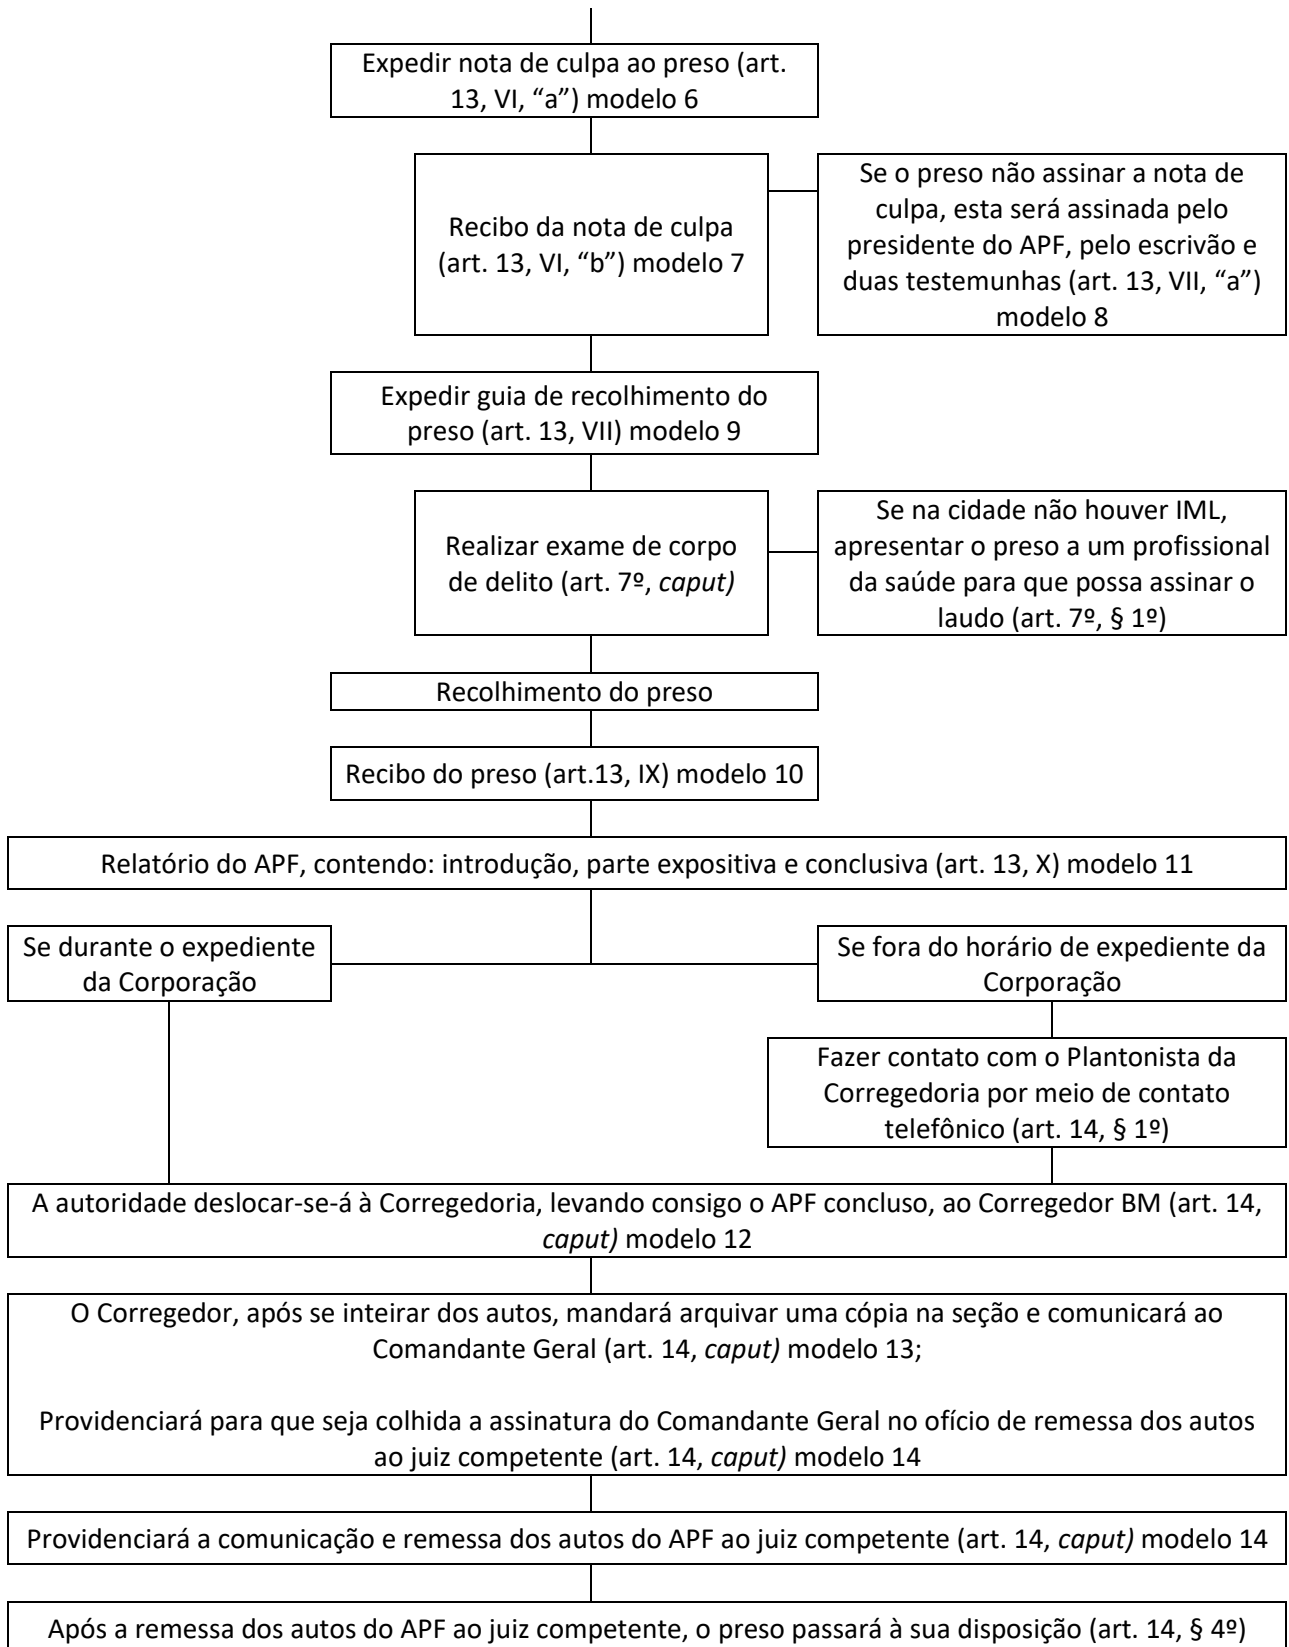 Expedir nota de culpa ao preso (art.
13, VI, “a”) modelo 6
Recibo da nota de culpa
(art. 13, VI, “b”) modelo 7
Se o preso não assinar a nota de
culpa, esta será assinada pelo
presidente do APF, pelo escrivão e
duas testemunhas (art. 13, VII, “a”)
modelo 8
Expedir guia de recolhimento do
preso (art. 13, VII) modelo 9
Realizar exame de corpo
de delito (art. 7º, caput)
Se na cidade não houver IML,
apresentar o preso a um profissional
da saúde para que possa assinar o
laudo (art. 7º, § 1º)
Recolhimento do preso
Recibo do preso (art.13, IX) modelo 10
Relatório do APF, contendo: introdução, parte expositiva e conclusiva (art. 13, X) modelo 11
Se durante o expediente
da Corporação
Se fora do horário de expediente da
Corporação
Fazer contato com o Plantonista da
Corregedoria por meio de contato
telefônico (art. 14, § 1º)
A autoridade deslocar-se-á à Corregedoria, levando consigo o APF concluso, ao Corregedor BM (art. 14,
caput) modelo 12
O Corregedor, após se inteirar dos autos, mandará arquivar uma cópia na seção e comunicará ao
Comandante Geral (art. 14, caput) modelo 13;
Providenciará para que seja colhida a assinatura do Comandante Geral no ofício de remessa dos autos
ao juiz competente (art. 14, caput) modelo 14
Providenciará a comunicação e remessa dos autos do APF ao juiz competente (art. 14, caput) modelo 14
Após a remessa dos autos do APF ao juiz competente, o preso passará à sua disposição (art. 14, § 4º)